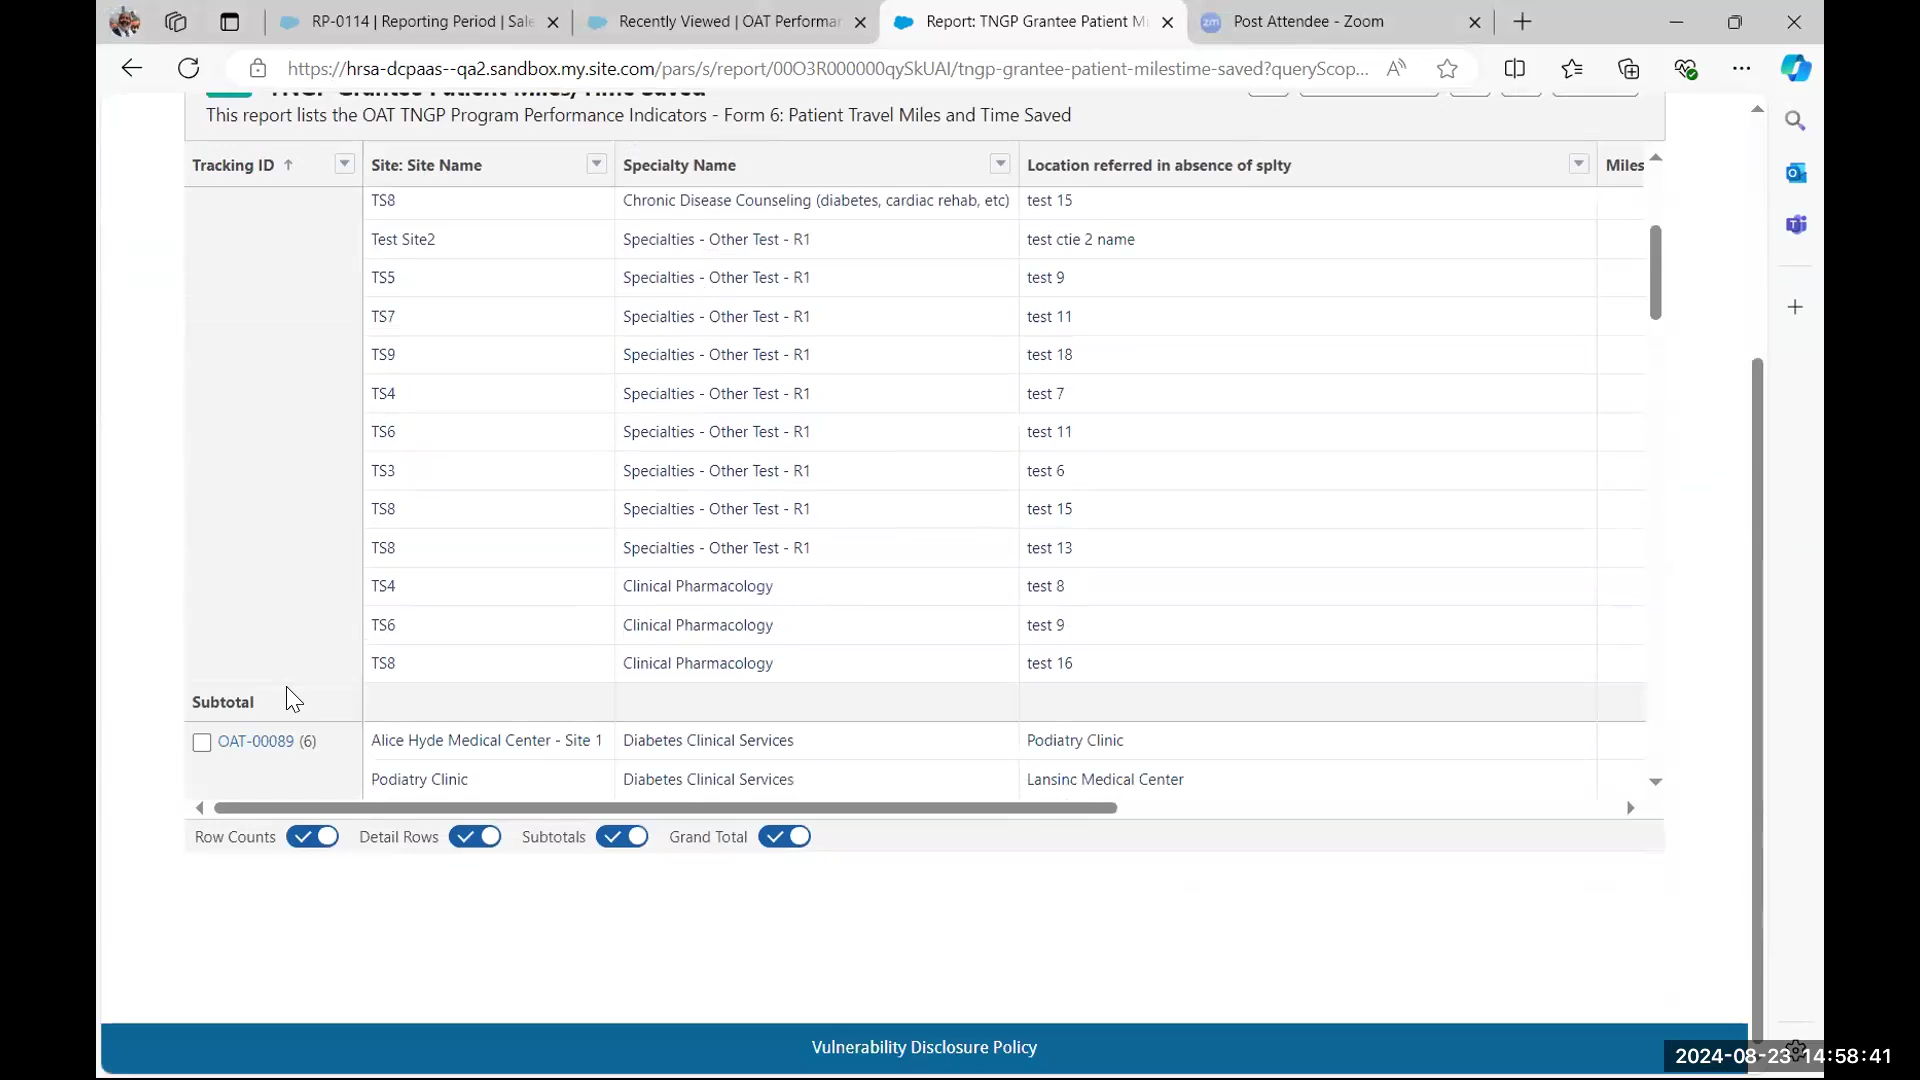 RP-0114 | Reporting Period | Sale
Recently Viewed | OAT Performar
Report: TNGP Grantee Patient M
zm Post Attendee - Zoom
https://hrsa-dcpaas--qa2.sandbox.my.site.com/pars/s/report/00O3R000000qySkUAI/tngp-grantee-patient-milestime-saved?queryScop...
TNGP Grantee Patient Miles/Time Saved
This report lists the OAT TNGP Program Performance Indicators - Form 6: Patient Travel Miles and Time Saved
Tracking ID ↑ Site: Site Name Specialty Name Location referred in absence of splty Miles
TS8 Chronic Disease Counseling (diabetes, cardiac rehab, etc) test 15
Test Site2 Specialties - Other Test - R1 test ctie 2 name
TS5 Specialties - Other Test - R1 test 9
TS7 Specialties - Other Test - R1 test 11
TS9 Specialties - Other Test - R1 test 18
TS4 Specialties - Other Test - R1 test 7
TS6 Specialties - Other Test - R1 test 11
TS3 Specialties - Other Test - R1 test 6
TS8 Specialties - Other Test - R1 test 15
TS8 Specialties - Other Test - R1 test 13
TS4 Clinical Pharmacology test 8
TS6 Clinical Pharmacology test 9
TS8 Clinical Pharmacology test 16
Subtotal
OAT-00089 (6) Alice Hyde Medical Center - Site 1 Diabetes Clinical Services Podiatry Clinic
Podiatry Clinic Diabetes Clinical Services Lansinc Medical Center
Row Counts Detail Rows Subtotals Grand Total
Vulnerability Disclosure Policy
2024-08-23 14:58:41